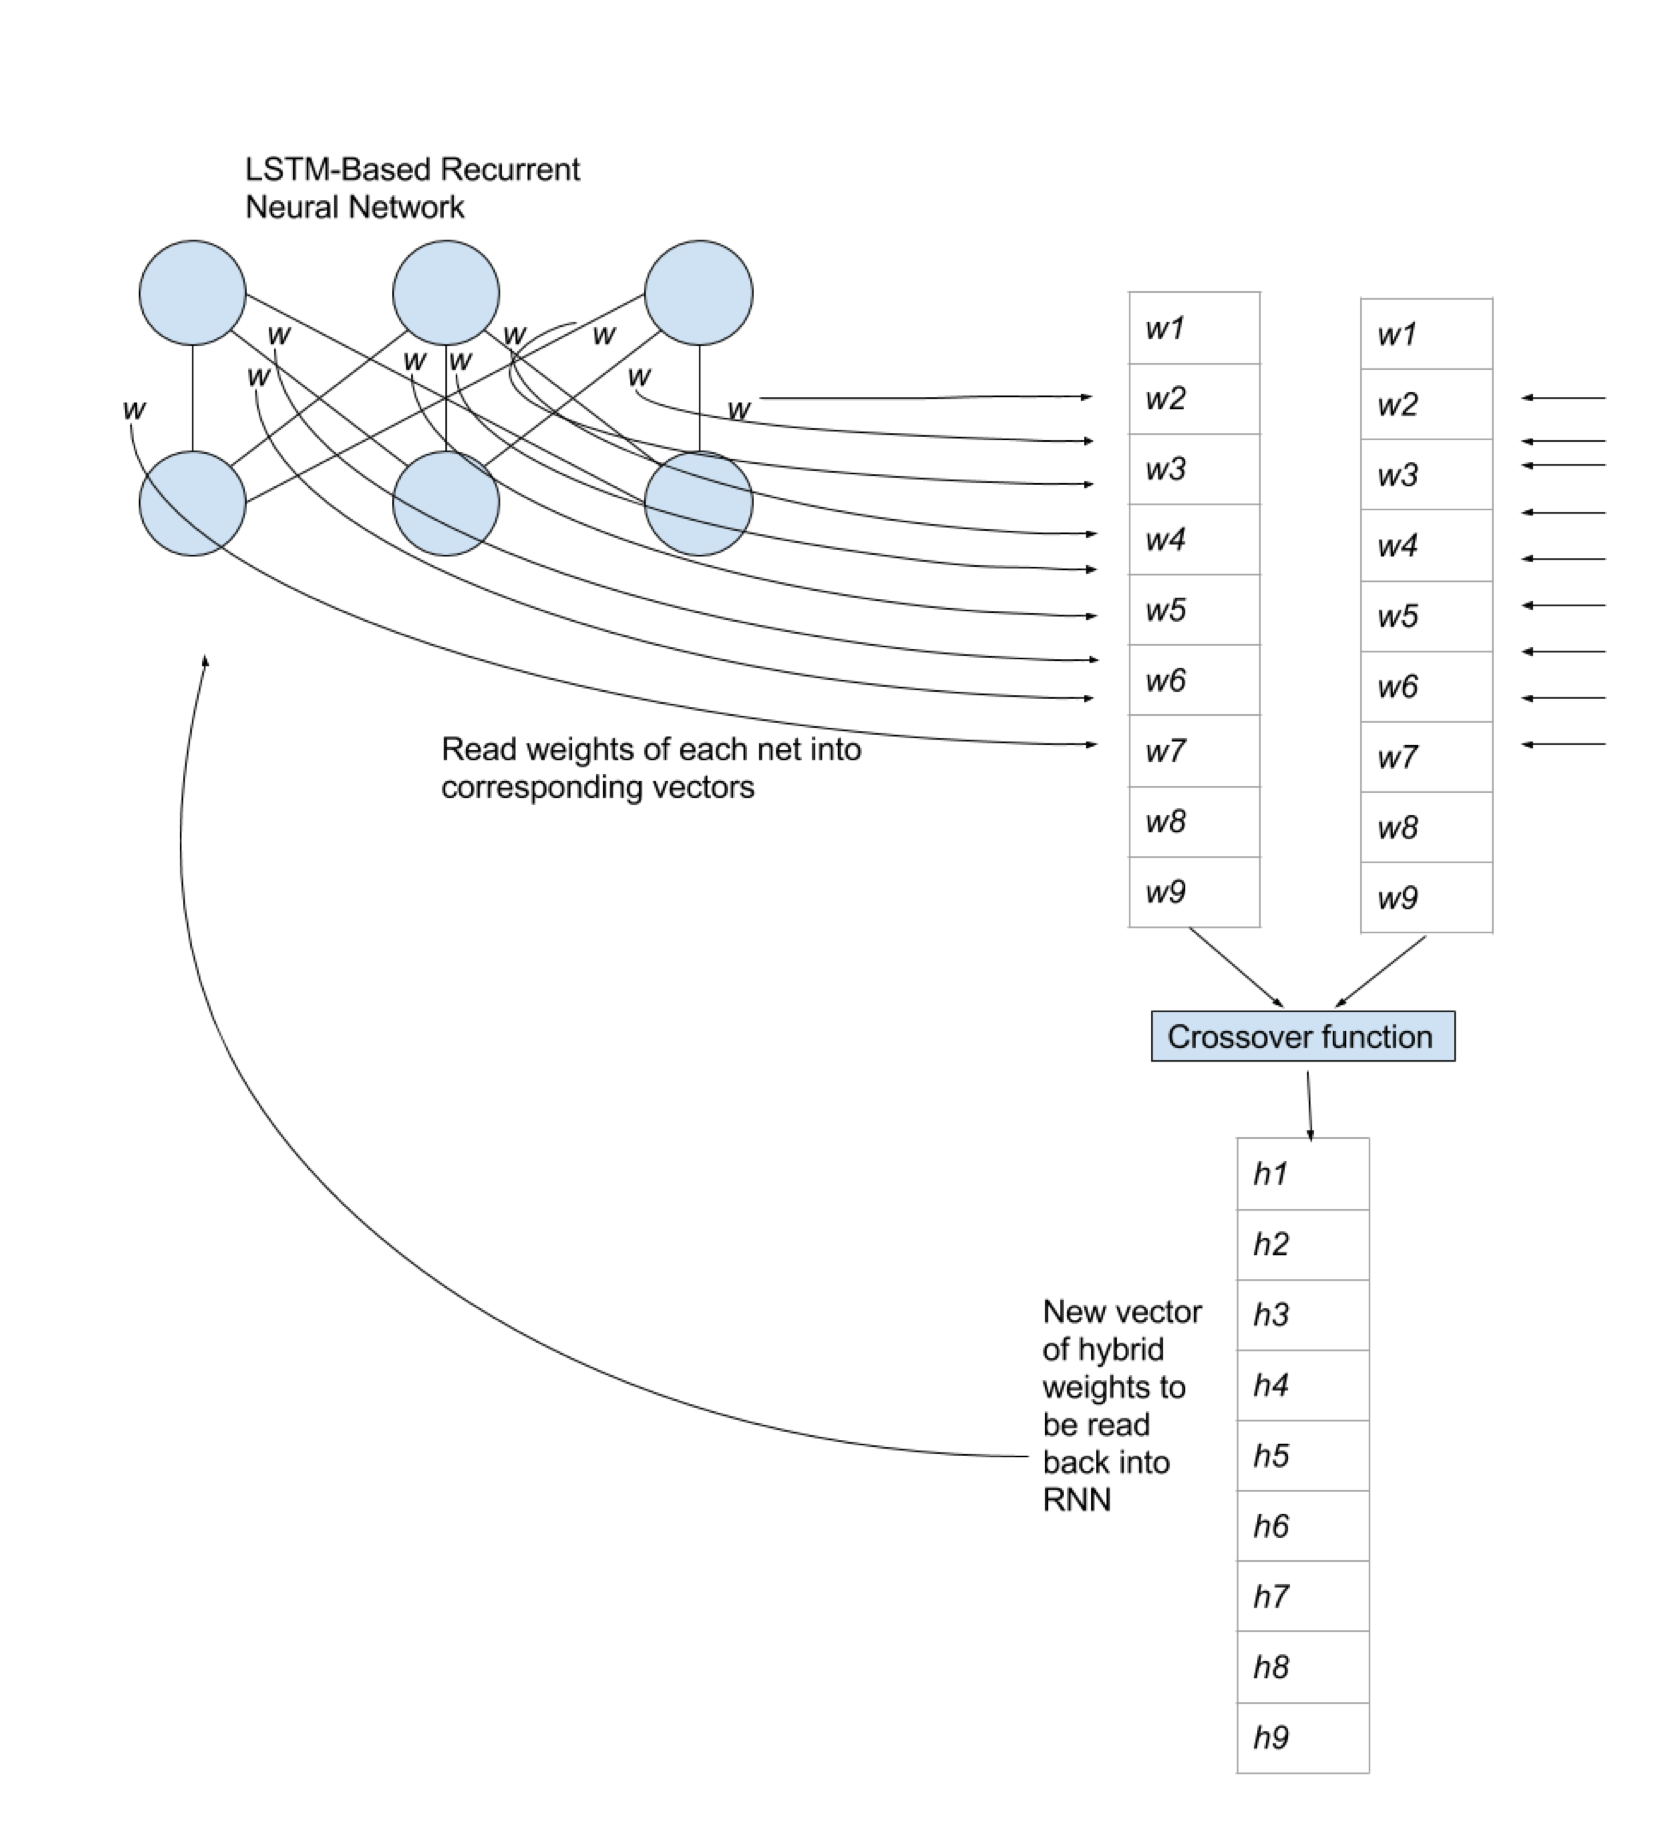 LSTM-Based Recurrent
Neural Network
w
w
w
w
w
w
w
w
w
Read weights of each net into
corresponding vectors
w1
w2
w3
w4
w5
w6
w7
w8
w9
w1
w2
w3
w4
w5
w6
w7
w8
w9
Crossover function
New vector
of hybrid
weights to
be read
back into
RNN
h1
h2
h3
h4
h5
h6
h7
h8
h9